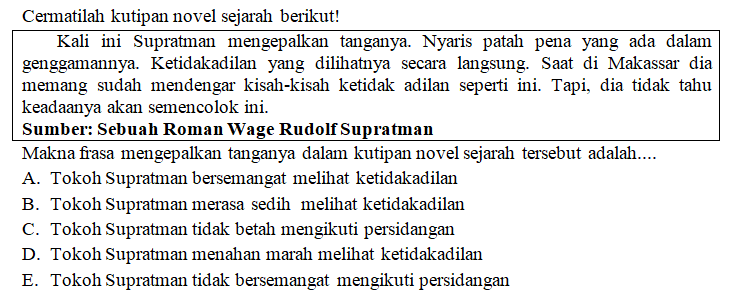 Cermatilah kutipan novel sejarah berikut!
Kali ini Supratman mengepalkan tanganya. Nyaris patah pena yang ada dalam
genggamannya. Ketidakadilan yang dilihatnya secara langsung. Saat di Makassar dia
memang sudah mendengar kisah-kisah ketidak adilan seperti ini. Tapi, dia tidak tahu
keadaanya akan semencolok ini.
Sumber: Sebuah Roman Wage Rudolf Supratman
Makna frasa mengepalkan tanganya dalam kutipan novel sejarah tersebut adalah....
A. Tokoh Supratman bersemangat melihat ketidakadilan
B. Tokoh Supratman merasa sedih melihat ketidakadilan
C. Tokoh Supratman tidak betah mengikuti persidangan
D. Tokoh Supratman menahan marah melihat ketidakadilan
E. Tokoh Supratman tidak bersemangat mengikuti persidangan